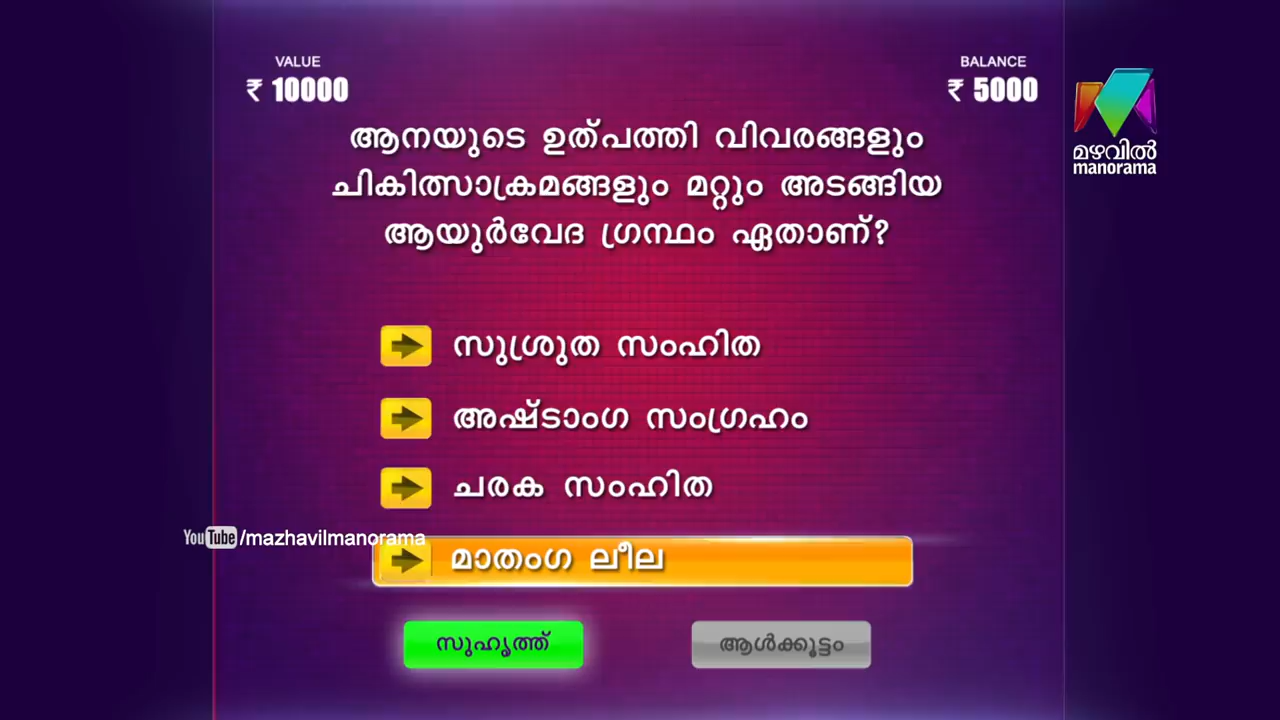 VALUE
₹ 10000
BALANCE
₹ 5000
മഴവിൽ
manorama
ആനയുടെ ഉത്പത്തി വിവരങ്ങളും
ചികിത്സാക്രമങ്ങളും മറ്റും അടങ്ങിയ
ആയുർവേദ ഗ്രന്ഥം ഏതാണ്?
സുശ്രുത സംഹിത
അഷ്ടാംഗ സംഗ്രഹം
ചരക സംഹിത
YouTube/mazhavilmanorama
മാതംഗ ലീല
സുഹൃത്ത്
ആൾക്കൂട്ടം